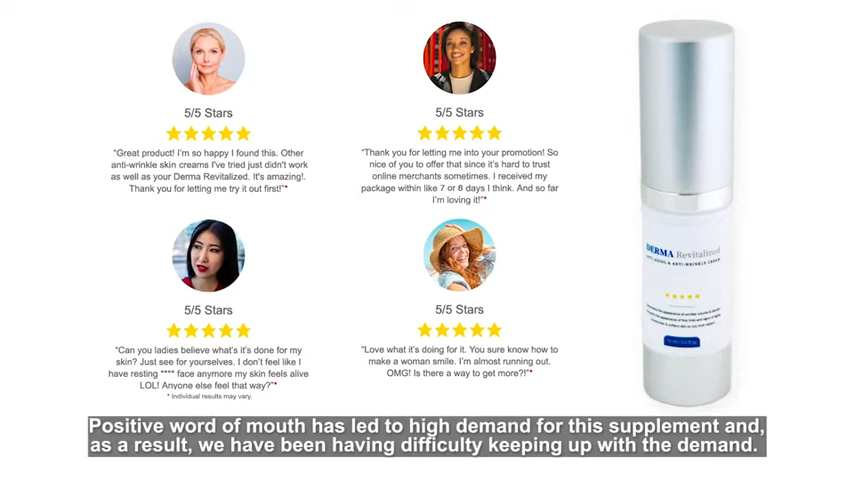 5/5 Stars
"Great product! I'm so happy I found this. Other
anti-wrinkle skin creams I've tried just didn't work
as well as your Derma Revitalized. It's amazing!.
Thank you for letting me try it out first!"*
5/5 Stars
"Thank you for letting me into your promotion! So
nice of you to offer that since it's hard to trust
online merchants sometimes. I received my
package within like 7 or 8 days I think. And so far
I'm loving it!"*
5/5 Stars
"Can you ladies believe what's it's done for my
skin? Just see for yourselves. I don't feel like I
have resting **** face anymore my skin feels alive
LOL! Anyone else feel that way?"*
* Individual results may vary.
5/5 Stars
"Love what it's doing for it. You sure know how to
make a woman smile. I'm almost running out.
OMG! Is there a way to get more?!"*
DERMA Revitalized
ANTI-AGING & ANTI-WRINKLE CREAM
Positive word of mouth has led to high demand for this supplement and,
as a result, we have been having difficulty keeping up with the demand.